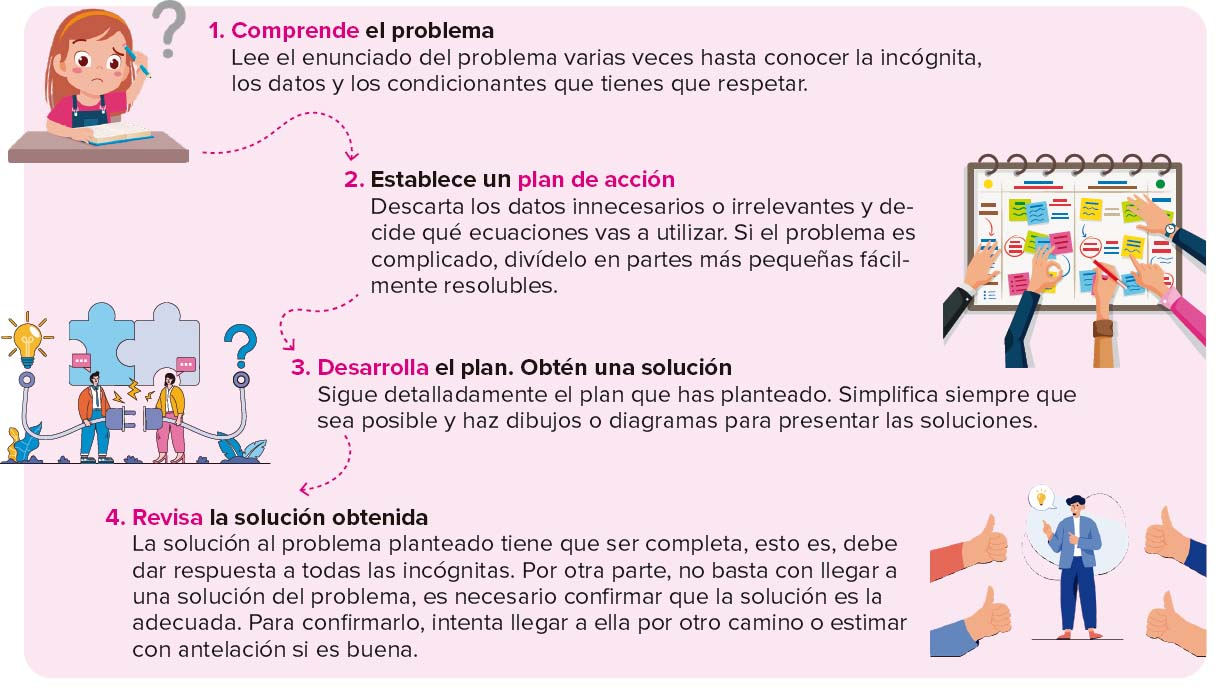 1. Comprende el problema
Lee el enunciado del problema varias veces hasta conocer la incógnita,
los datos y los condicionantes que tienes que respetar.
2. Establece un plan de acción
Descarta los datos innecesarios o irrelevantes y de-
cide qué ecuaciones vas a utilizar. Si el problema es
complicado, divídelo en partes más pequeñas fácil-
mente resolubles.
3. Desarrolla el plan. Obtén una solución
Sigue detalladamente el plan que has planteado. Simplifica siempre que
sea posible y haz dibujos o diagramas para presentar las soluciones.
4. Revisa la solución obtenida
La solución al problema planteado tiene que ser completa, esto es, debe
dar respuesta a todas las incógnitas. Por otra parte, no basta con llegar a
una solución del problema, es necesario confirmar que la solución es la
adecuada. Para confirmarlo, intenta llegar a ella por otro camino o estimar
con antelación si es buena.